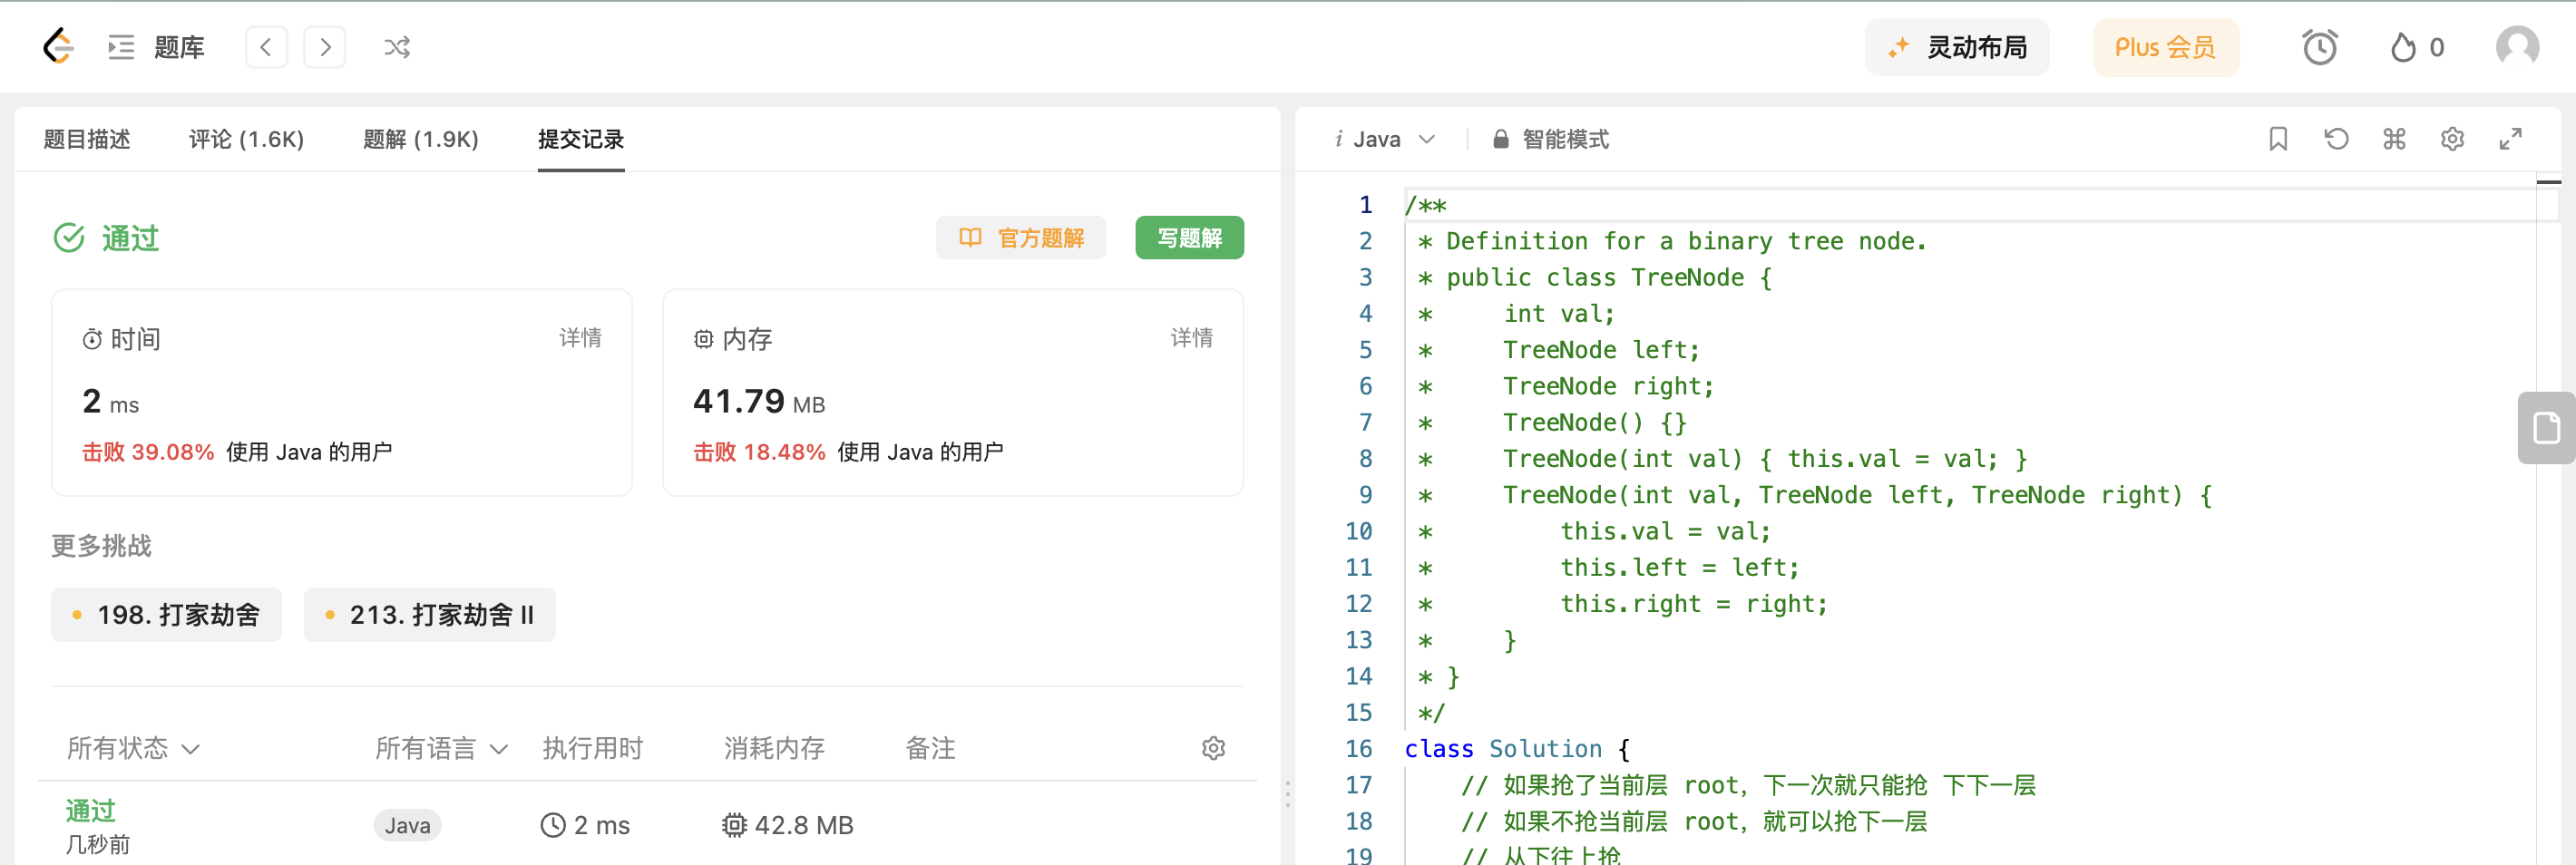 题库
灵动布局
Plus 会员
0
题目描述
评论 (1.6K)
题解 (1.9K)
提交记录
通过
官方题解
写题解
时间
详情
2 ms
击败 39.08% 使用 Java 的用户
内存
详情
41.79 MB
击败 18.48% 使用 Java 的用户
更多挑战
198. 打家劫舍
213. 打家劫舍 II
所有状态
所有语言
执行用时
消耗内存
备注
通过
几秒前
Java
2 ms
42.8 MB
i Java
智能模式
1 /**
2  * Definition for a binary tree node.
3  * public class TreeNode {
4  *     int val;
5  *     TreeNode left;
6  *     TreeNode right;
7  *     TreeNode() {}
8  *     TreeNode(int val) { this.val = val; }
9  *     TreeNode(int val, TreeNode left, TreeNode right) {
10  *         this.val = val;
11  *         this.left = left;
12  *         this.right = right;
13  *     }
14  * }
15  */
16 class Solution {
17     // 如果抢了当前层 root，下一次就只能抢 下下一层
18     // 如果不抢当前层 root，就可以抢下一层
19     // 从下往上抢